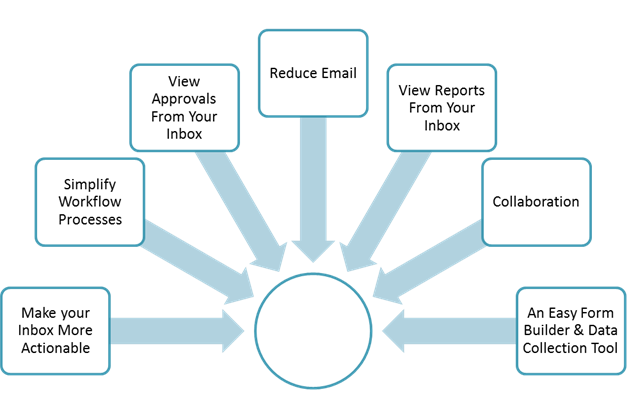 Reduce Email
View
Approvals
From Your
Inbox
View Reports
From Your
Inbox
Simplify
Workflow
Processes
Collaboration
Make your
Inbox More
Actionable
An Easy Form
Builder & Data
Collection Tool